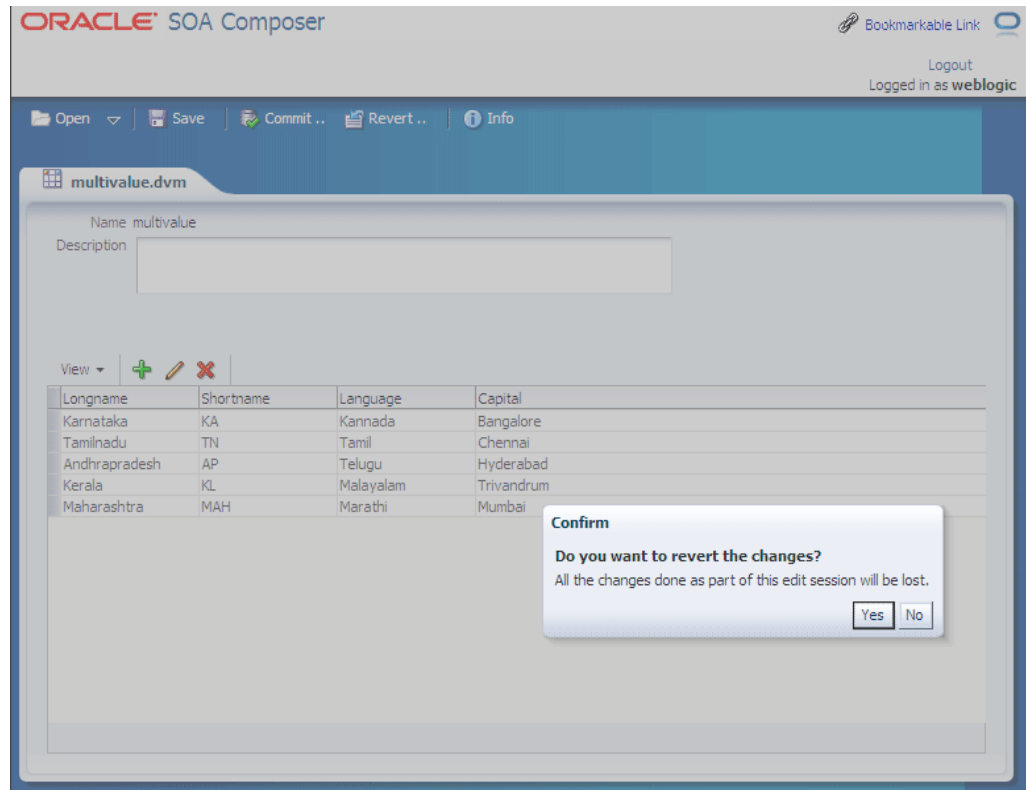 ORACLE SOA Composer
Bookmarkable Link
Logout
Logged in as weblogic
Open Save Commit .. Revert .. Info
multivalue.dvm
Name multivalue
Description
View
Longname Shortname Language Capital
Karnataka KA Kannada Bangalore
Tamilnadu TN Tamil Chennai
Andhrapradesh AP Telugu Hyderabad
Kerala KL Malayalam Trivandrum
Maharashtra MAH Marathi Mumbai
Confirm
Do you want to revert the changes?
All the changes done as part of this edit session will be lost.
Yes No